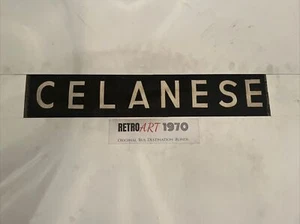 CELANESE
RETROART 1970
ORIGINAL BUS DESTINATION BLINDS